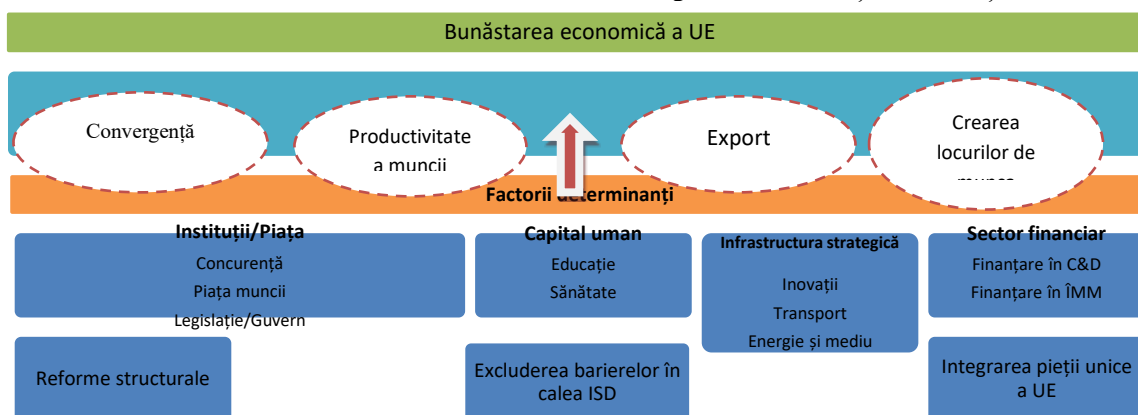 Bunăstarea economică a UE
Convergență
Productivitate
a muncii
Export
Crearea
locurilor de
Factorii determinanți
Instituții/Piața
Concurență
Piața muncii
Legislație/Guvern
Capital uman
Educație
Sănătate
Infrastructura strategică
Inovații
Transport
Energie și mediu
Sector financiar
Finanțare în C&D
Finanțare în ÎMM
Reforme structurale
Excluderea barierelor în
calea ISD
Integrarea pieții unice
a UE